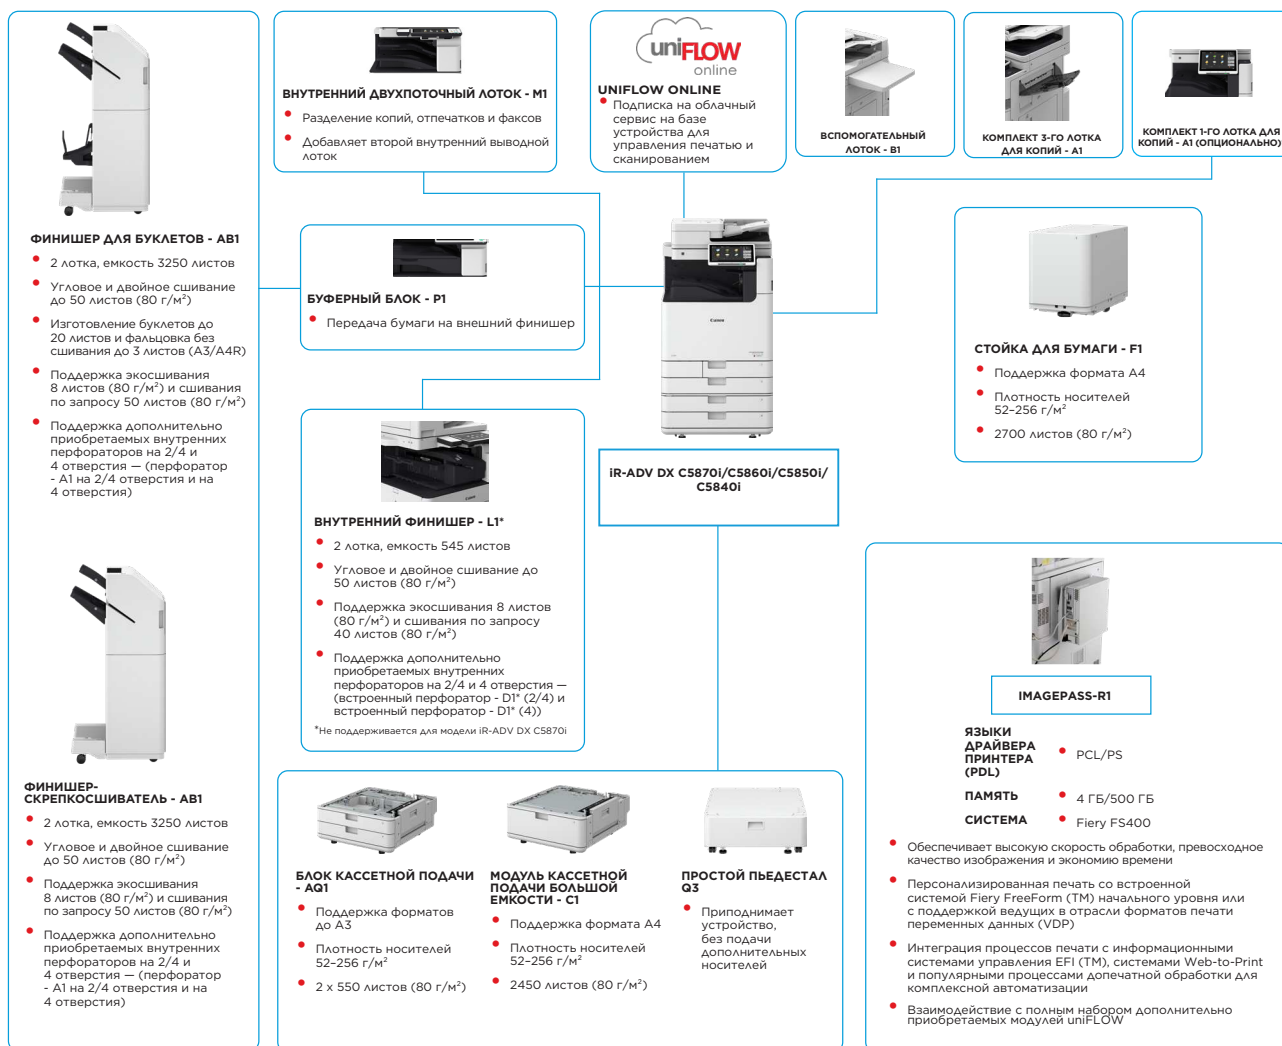 ФИНИШЕР ДЛЯ БУКЛЕТОВ - AB1
2 лотка, емкость 3250 листов
Угловое и двойное сшивание
до 50 листов (80 г/м²)
Изготовление буклетов до
20 листов и фальцовка без
сшивания до 3 листов (A3/A4R)
Поддержка экосшивания
8 листов (80 г/м²) и сшивания
по запросу 50 листов (80 г/м²)
Поддержка дополнительно
приобретаемых внутренних
перфораторов на 2/4 и
4 отверстия — (перфоратор
- A1 на 2/4 отверстия и на
4 отверстия)
ФИНИШЕР-
СКРЕПКОСШИВАТЕЛЬ - AB1
2 лотка, емкость 3250 листов
Угловое и двойное сшивание
до 50 листов (80 г/м²)
Поддержка экосшивания
8 листов (80 г/м²) и сшивания
по запросу 50 листов (80 г/м²)
Поддержка дополнительно
приобретаемых внутренних
перфораторов на 2/4 и
4 отверстия — (перфоратор
- A1 на 2/4 отверстия и на
4 отверстия)
ВНУТРЕННИЙ ДВУХПОТОЧНЫЙ ЛОТОК - M1
Разделение копий, отпечатков и факсов
Добавляет второй внутренний выводной
лоток
uniFLOW
online
UNIFLOW ONLINE
Подписка на облачный
сервис на базе
устройства для
управления печатью и
сканированием
ВСПОМОГАТЕЛЬНЫЙ
ЛОТОК - B1
КОМПЛЕКТ 3-ГО ЛОТКА
ДЛЯ КОПИЙ - A1
КОМПЛЕКТ 1-ГО ЛОТКА ДЛЯ
КОПИЙ - A1 (ОПЦИОНАЛЬНО)
БУФЕРНЫЙ БЛОК - P1
Передача бумаги на внешний финишер
Canon
СТОЙКА ДЛЯ БУМАГИ - F1
Поддержка формата A4
Плотность носителей
52–256 г/м²
2700 листов (80 г/м²)
iR-ADV DX C5870i/C5860i/C5850i/
C5840i
ВНУТРЕННИЙ ФИНИШЕР - L1*
2 лотка, емкость 545 листов
Угловое и двойное сшивание до
50 листов (80 г/м²)
Поддержка экосшивания 8 листов
(80 г/м²) и сшивания по запросу
40 листов (80 г/м²)
Поддержка дополнительно
приобретаемых внутренних
перфораторов на 2/4 и 4 отверстия —
(встроенный перфоратор - D1* (2/4) и
встроенный перфоратор - D1* (4))
*Не поддерживается для модели iR-ADV DX C5870i
БЛОК КАССЕТНОЙ ПОДАЧИ
- AQ1
Поддержка форматов
до A3
Плотность носителей
52–256 г/м²
2 x 550 листов (80 г/м²)
МОДУЛЬ КАССЕТНОЙ
ПОДАЧИ БОЛЬШОЙ
ЕМКОСТИ - C1
Поддержка формата A4
Плотность носителей
52–256 г/м²
2450 листов (80 г/м²)
ПРОСТОЙ ПЬЕДЕСТАЛ
Q3
Приподнимает
устройство,
без подачи
дополнительных
носителей
IMAGEPASS-R1
ЯЗЫКИ
ДРАЙВЕРА
ПРИНТЕРА
(PDL)
PCL/PS
ПАМЯТЬ
4 ГБ/500 ГБ
СИСТЕМА
Fiery FS400
Обеспечивает высокую скорость обработки, превосходное
качество изображения и экономию времени
Персонализированная печать со встроенной
системой Fiery FreeForm (TM) начального уровня или
с поддержкой ведущих в отрасли форматов печати
переменных данных (VDP)
Интеграция процессов печати с информационными
системами управления EFI (TM), системами Web-to-Print
и популярными процессами допечатной обработки для
комплексной автоматизации
Взаимодействие с полным набором дополнительно
приобретаемых модулей uniFLOW